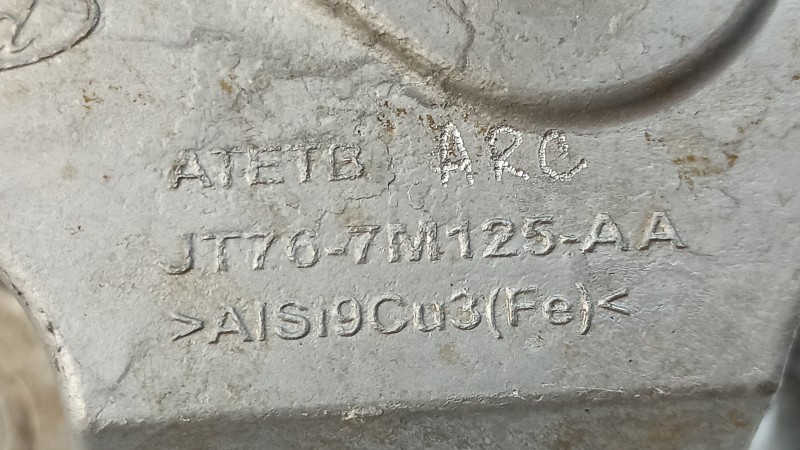 ATETB ARC
JT76-7M125-AA
>AlSi9Cu3(Fe)<